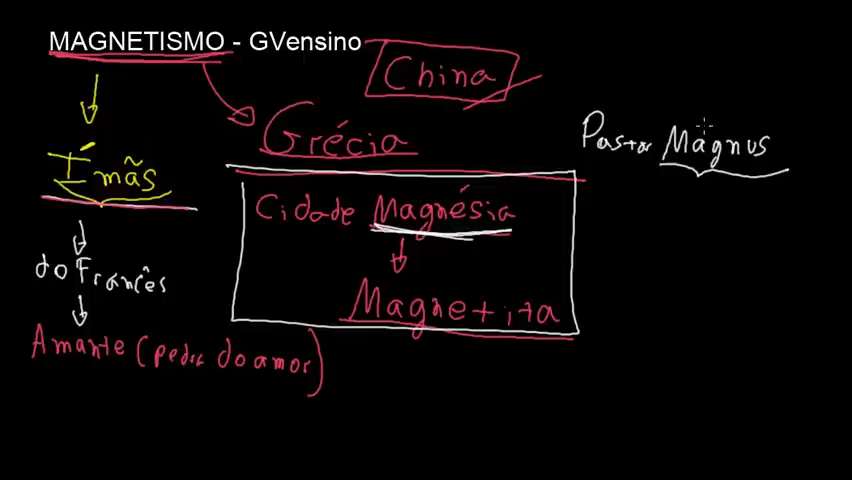 MAGNETISMO - GVensino
China
Grécia
Pastor Magnus
Ímãs
Cidade Magnésia
do Francês
Magnetita
Amante (pedra do amor)